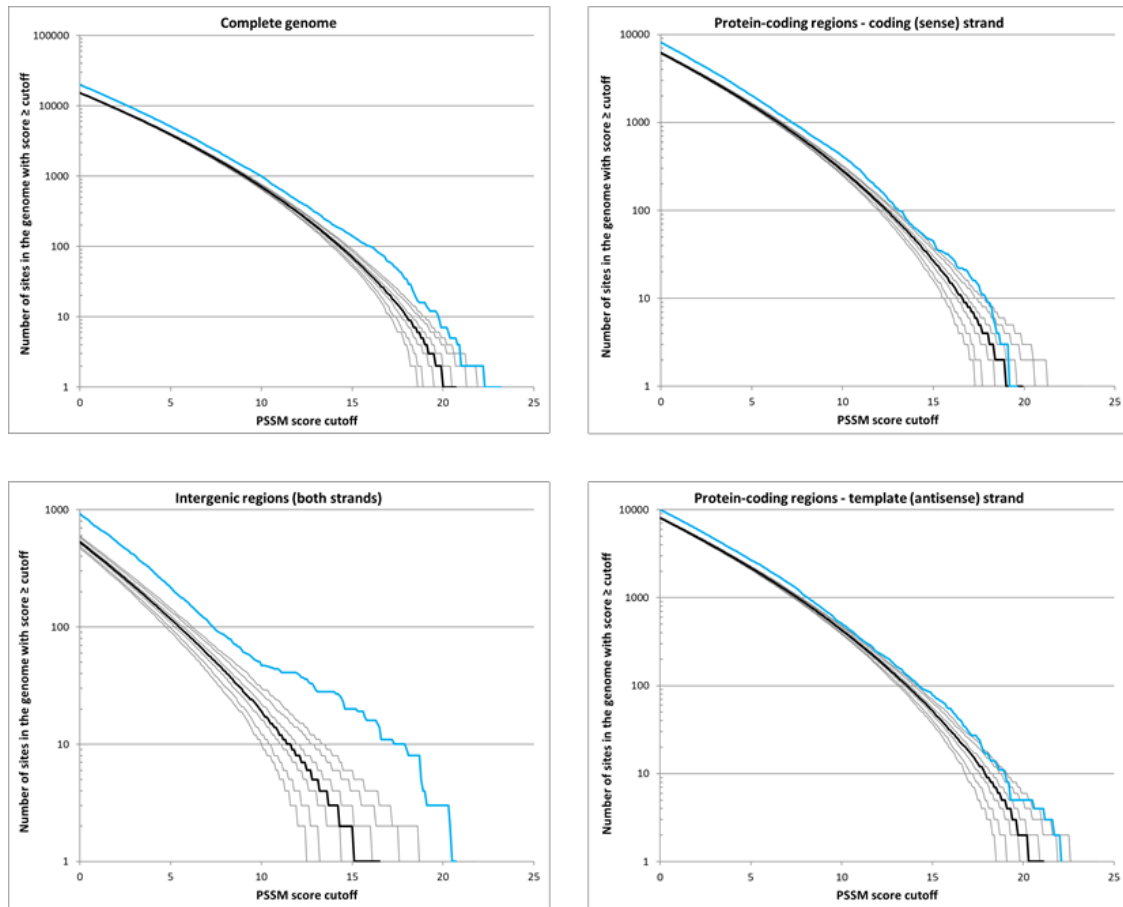 Complete genome
Number of sites in the genome with score ≥ cutoff
100000
10000
1000
100
10
1
0 5 10 15 20 25
PSSM score cutoff
Protein-coding regions - coding (sense) strand
Number of sites in the genome with score ≥ cutoff
10000
1000
100
10
1
0 5 10 15 20 25
PSSM score cutoff
Intergenic regions (both strands)
Number of sites in the genome with score ≥ cutoff
1000
100
10
1
0 5 10 15 20 25
PSSM score cutoff
Protein-coding regions - template (antisense) strand
Number of sites in the genome with score ≥ cutoff
10000
1000
100
10
1
0 5 10 15 20 25
PSSM score cutoff